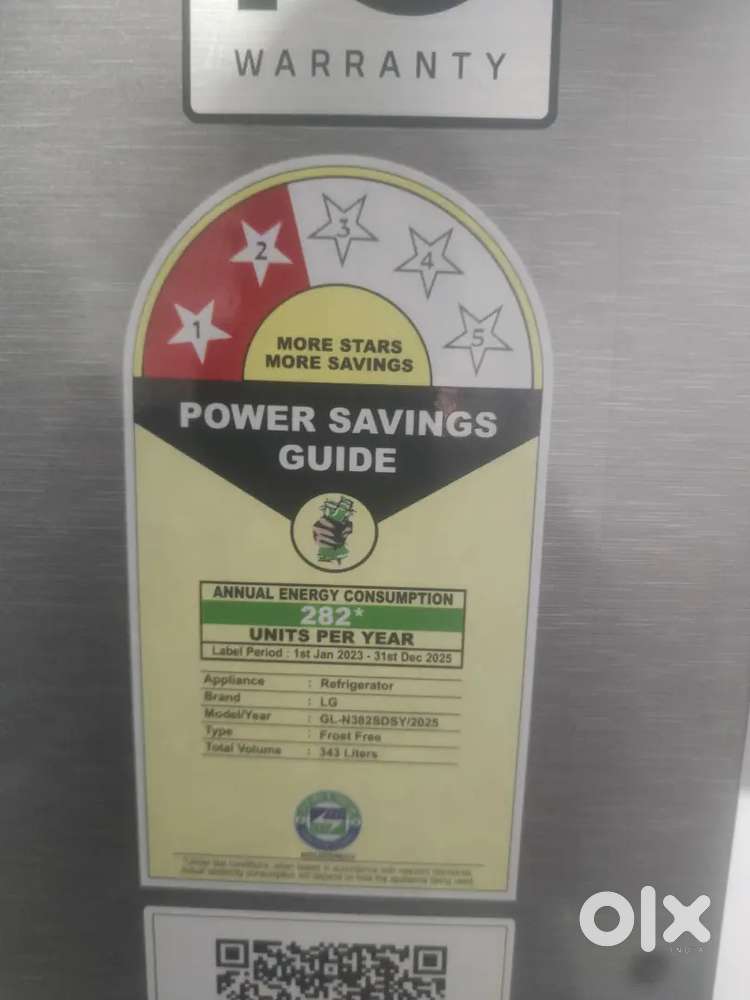 WARRANTY
1
2
3
4
5
MORE STARS
MORE SAVINGS
POWER SAVINGS
GUIDE
ANNUAL ENERGY CONSUMPTION
282*
UNITS PER YEAR
Label Period : 1st Jan 2023 - 31st Dec 2025
Appliance : Refrigerator
Brand : LG
Model/Year : GL-N382SDSY/2025
Type : Frost Free
Total Volume : 343 Liters
olx
INDIA